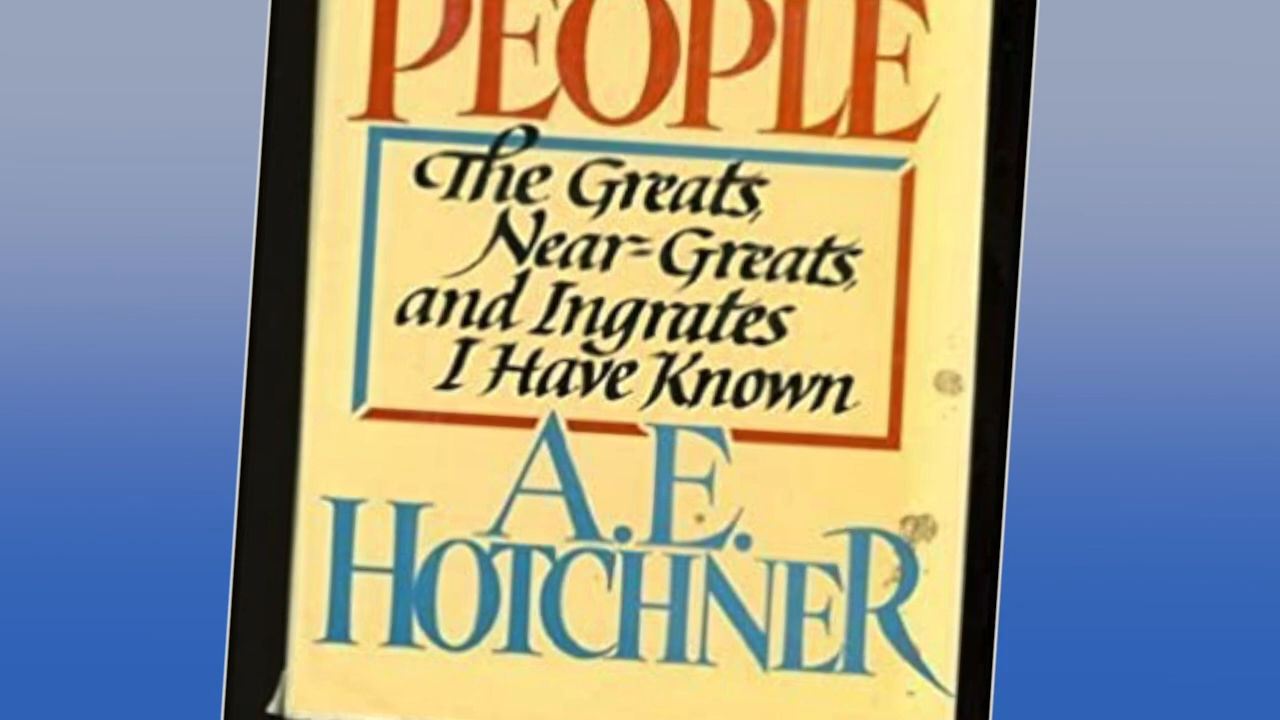 PEOPLE
The Greats,
Near-Greats,
and Ingrates
I Have Known
A.E.
HOTCHNER